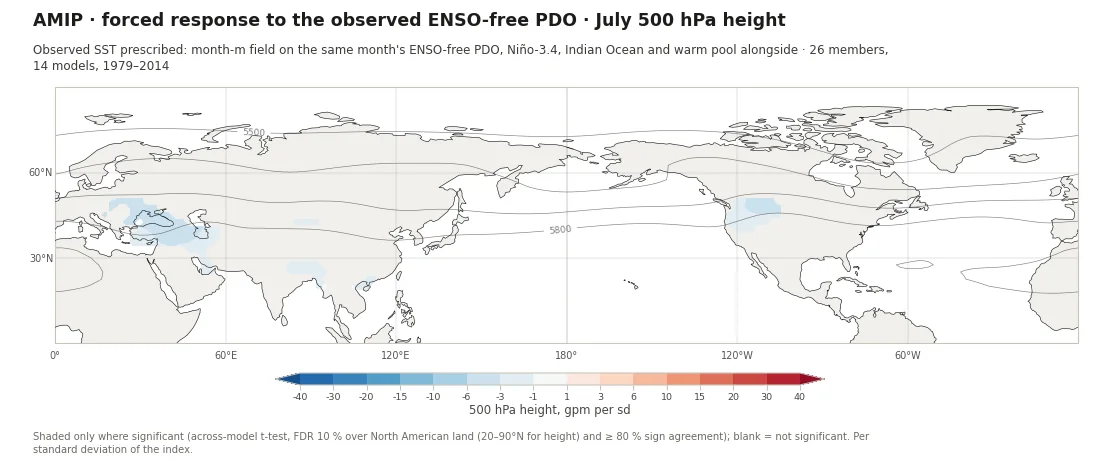 AMIP · forced response to the observed ENSO-free PDO · July 500 hPa height
Observed SST prescribed: month-m field on the same month's ENSO-free PDO, Niño-3.4, Indian Ocean and warm pool alongside · 26 members,
14 models, 1979–2014
5500
60°N
5800
30°N
0° 60°E 120°E 180° 120°W 60°W
-40 -30 -20 -15 -10 -6 -3 -1 1 3 6 10 15 20 30 40
500 hPa height, gpm per sd
Shaded only where significant (across-model t-test, FDR 10 % over North American land (20–90°N for height) and ≥ 80 % sign agreement); blank = not significant. Per
standard deviation of the index.